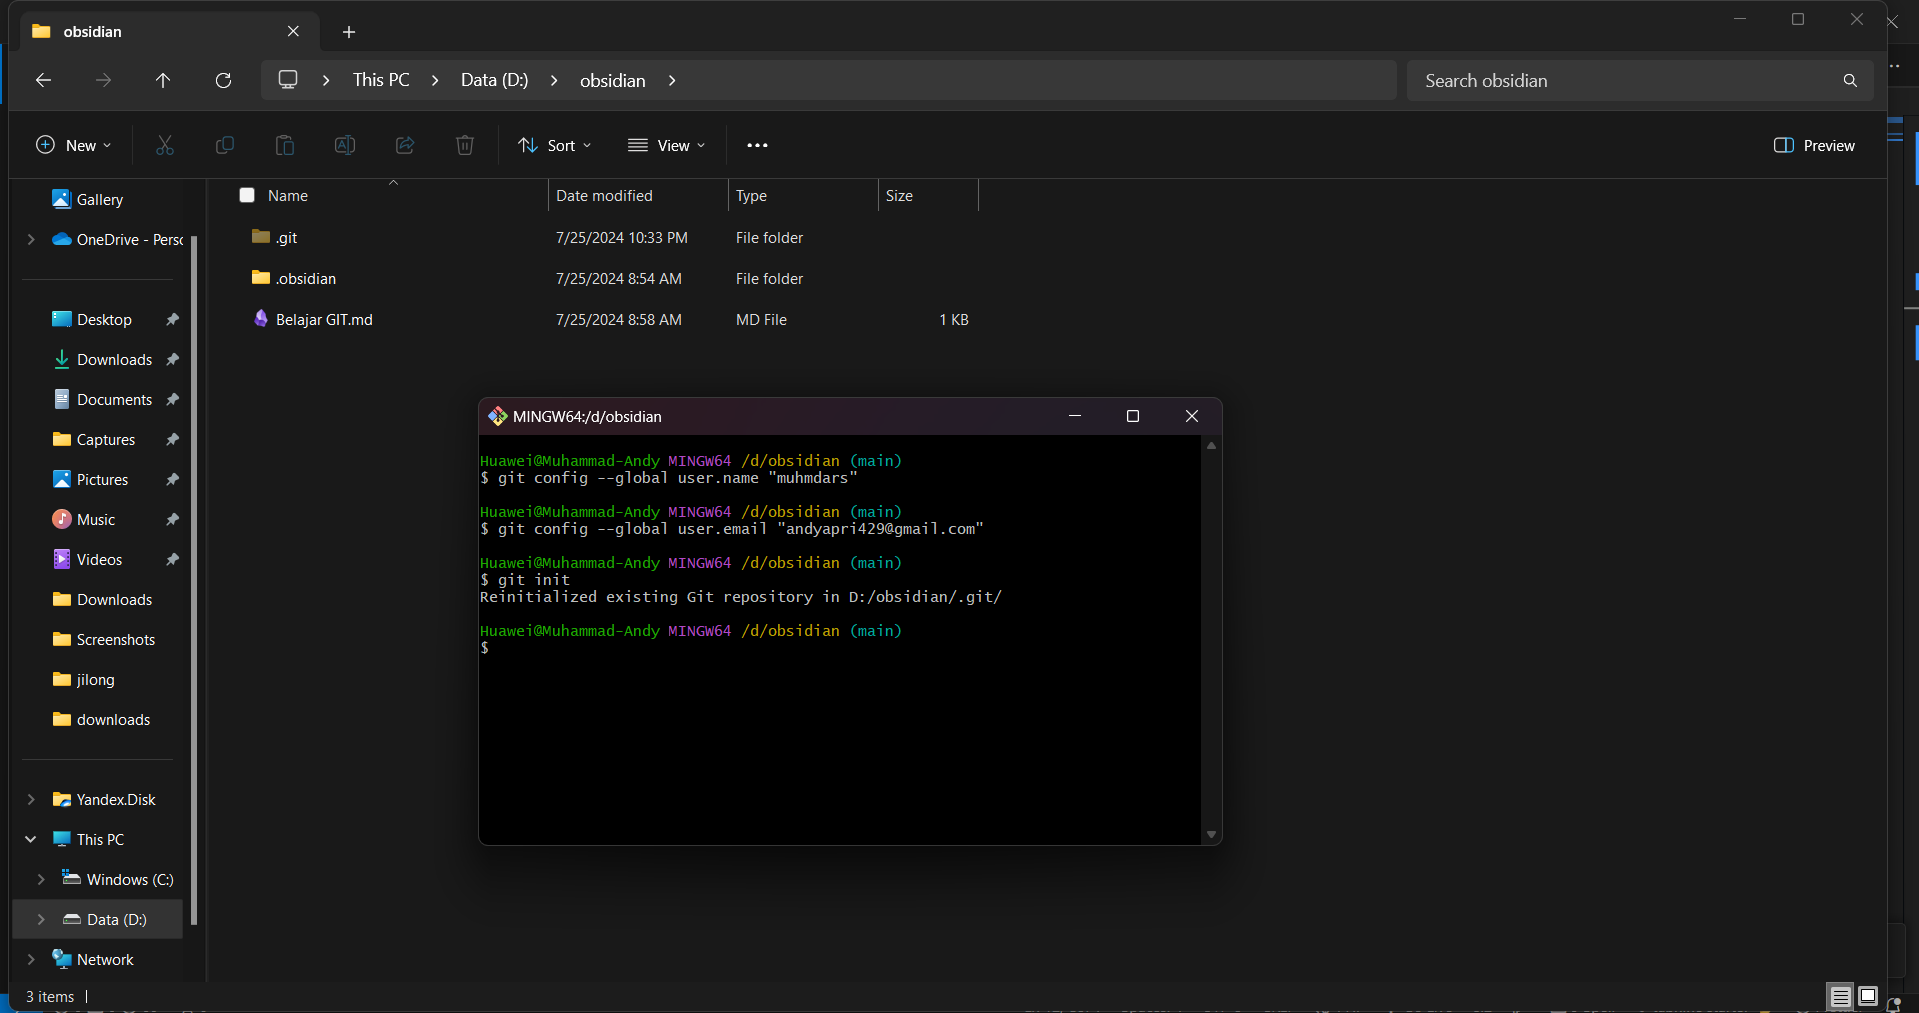 obsidian
This PC
Data (D:)
obsidian
Search obsidian
New
Sort
View
Preview
Name
Date modified
Type
Size
.git
7/25/2024 10:33 PM
File folder
.obsidian
7/25/2024 8:54 AM
File folder
Belajar GIT.md
7/25/2024 8:58 AM
MD File
1 KB
Gallery
OneDrive - Perso
Desktop
Downloads
Documents
Captures
Pictures
Music
Videos
Downloads
Screenshots
jilong
downloads
Yandex.Disk
This PC
Windows (C:)
Data (D:)
Network
3 items
MINGW64:/d/obsidian
Huawei@Muhammad-Andy MINGW64 /d/obsidian (main)
$ git config --global user.name "muhmdars"
Huawei@Muhammad-Andy MINGW64 /d/obsidian (main)
$ git config --global user.email "andyapri429@gmail.com"
Huawei@Muhammad-Andy MINGW64 /d/obsidian (main)
$ git init
Reinitialized existing Git repository in D:/obsidian/.git/
Huawei@Muhammad-Andy MINGW64 /d/obsidian (main)
$